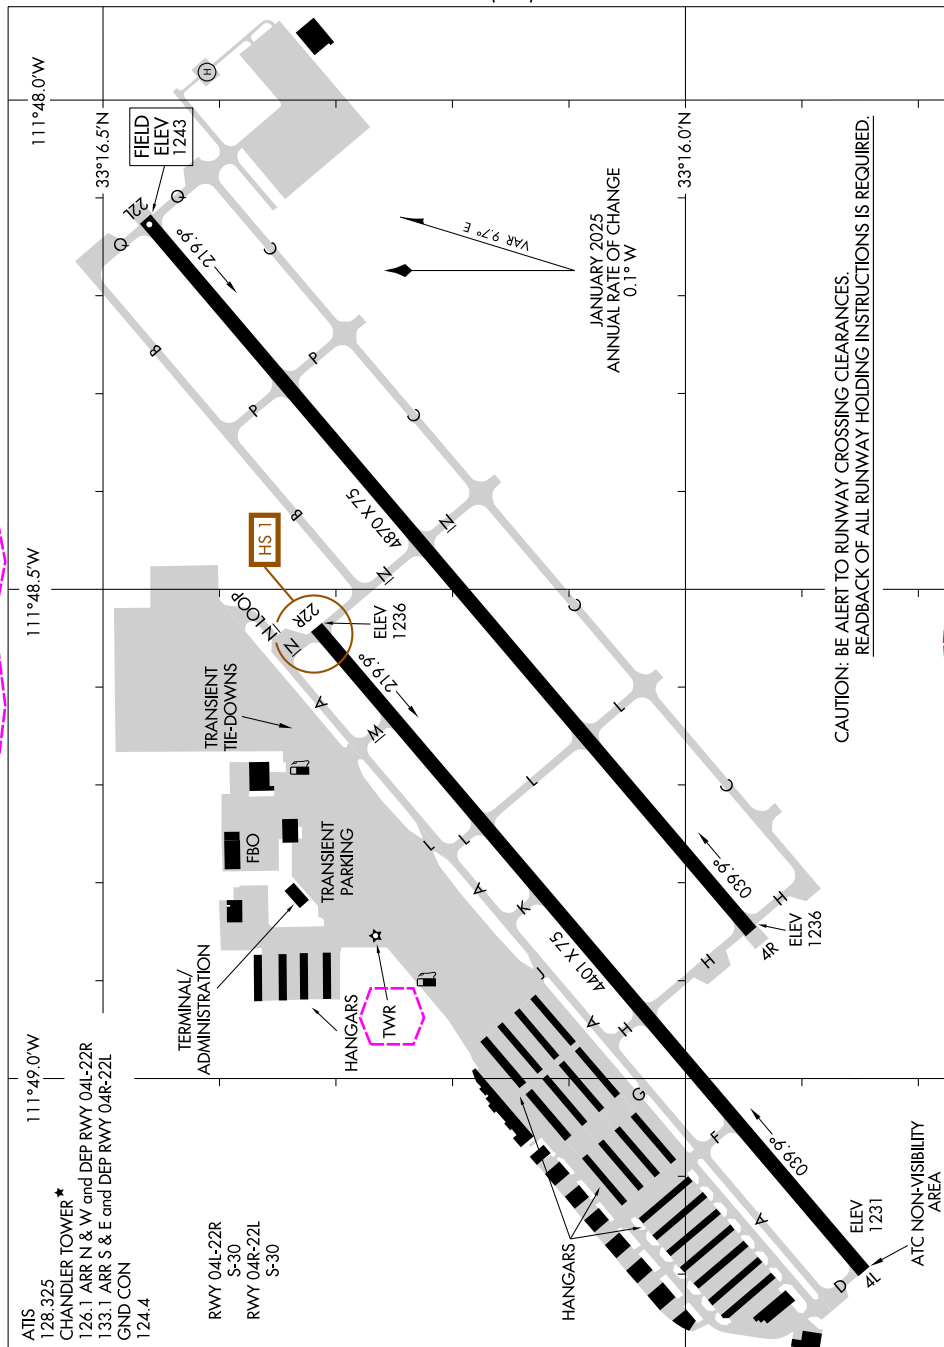 ATIS
128.325
CHANDLER TOWER★
126.1 ARR N & W and DEP RWY 04L-22R
133.1 ARR S & E and DEP RWY 04R-22L
GND CON
124.4
RWY 04L-22R
S-30
RWY 04R-22L
S-30
111°49.0'W
111°48.5'W
111°48.0'W
33°16.5'N
33°16.0'N
FIELD
ELEV
1243
22L
219.9°
Q
Q
C
B
P
P
C
B
4870 X 75
N
N
C
HS 1
N LOOP
N
22R
ELEV
1236
219.9°
A
W
TRANSIENT
TIE-DOWNS
FBO
TRANSIENT
PARKING
TERMINAL/
ADMINISTRATION
HANGARS
TWR
L
L
L
L
A
K
J
4401 X 75
A
H
H
H
C
039.9°
4R
ELEV
1236
G
F
A
039.9°
D
4L
ELEV
1231
ATC NON-VISIBILITY
AREA
HANGARS
H
VAR 9.7° E
JANUARY 2025
ANNUAL RATE OF CHANGE
0.1° W
CAUTION: BE ALERT TO RUNWAY CROSSING CLEARANCES.
READBACK OF ALL RUNWAY HOLDING INSTRUCTIONS IS REQUIRED.